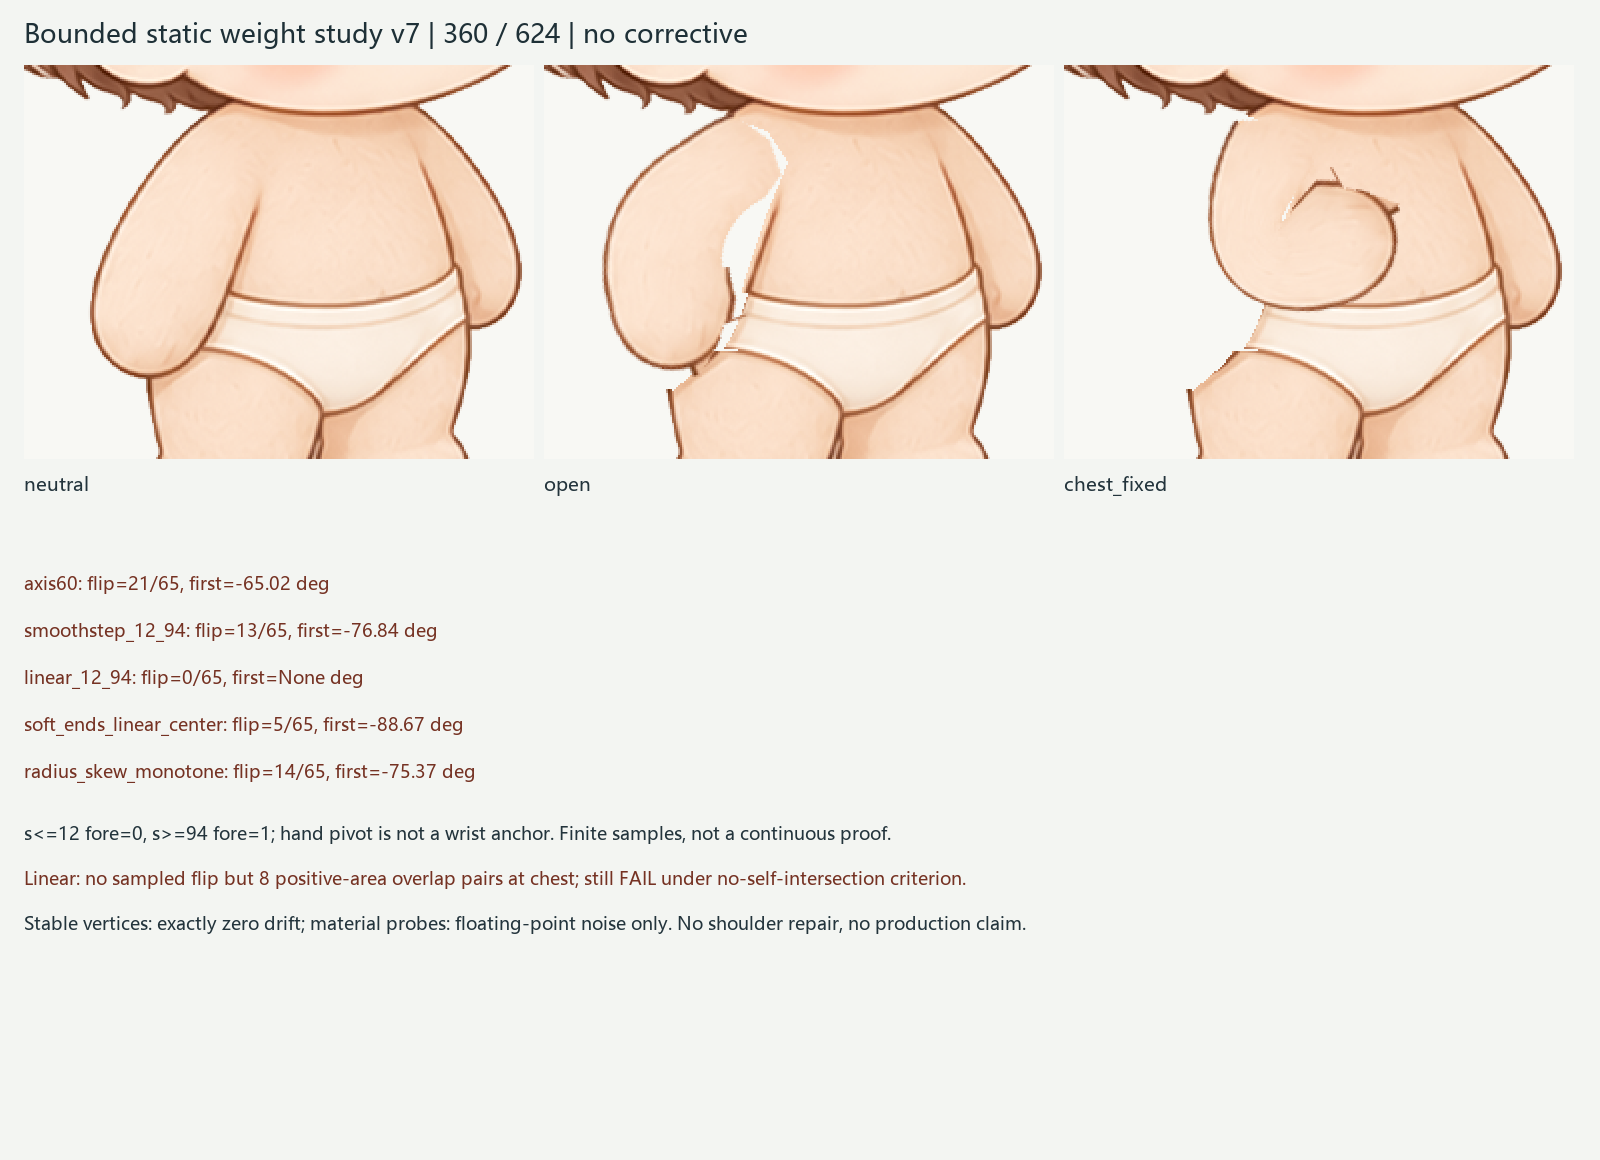 Bounded static weight study v7 | 360 / 624 | no corrective
neutral
open
chest_fixed
axis60: flip=21/65, first=-65.02 deg
smoothstep_12_94: flip=13/65, first=-76.84 deg
linear_12_94: flip=0/65, first=None deg
soft_ends_linear_center: flip=5/65, first=-88.67 deg
radius_skew_monotone: flip=14/65, first=-75.37 deg
s<=12 fore=0, s>=94 fore=1; hand pivot is not a wrist anchor. Finite samples, not a continuous proof.
Linear: no sampled flip but 8 positive-area overlap pairs at chest; still FAIL under no-self-intersection criterion.
Stable vertices: exactly zero drift; material probes: floating-point noise only. No shoulder repair, no production claim.